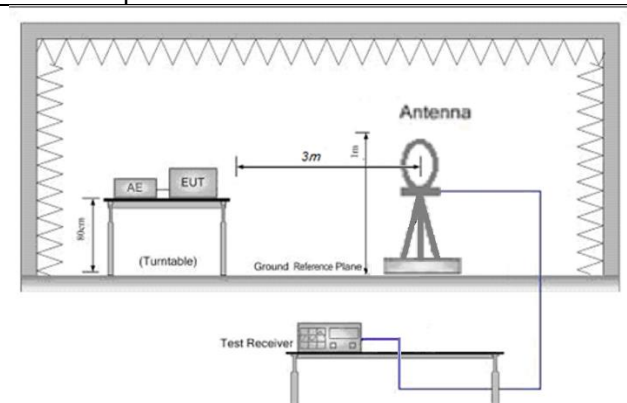 Antenna
3m
1m
AE
EUT
80cm
(Turntable)
Ground Reference Plane
Test Receiver